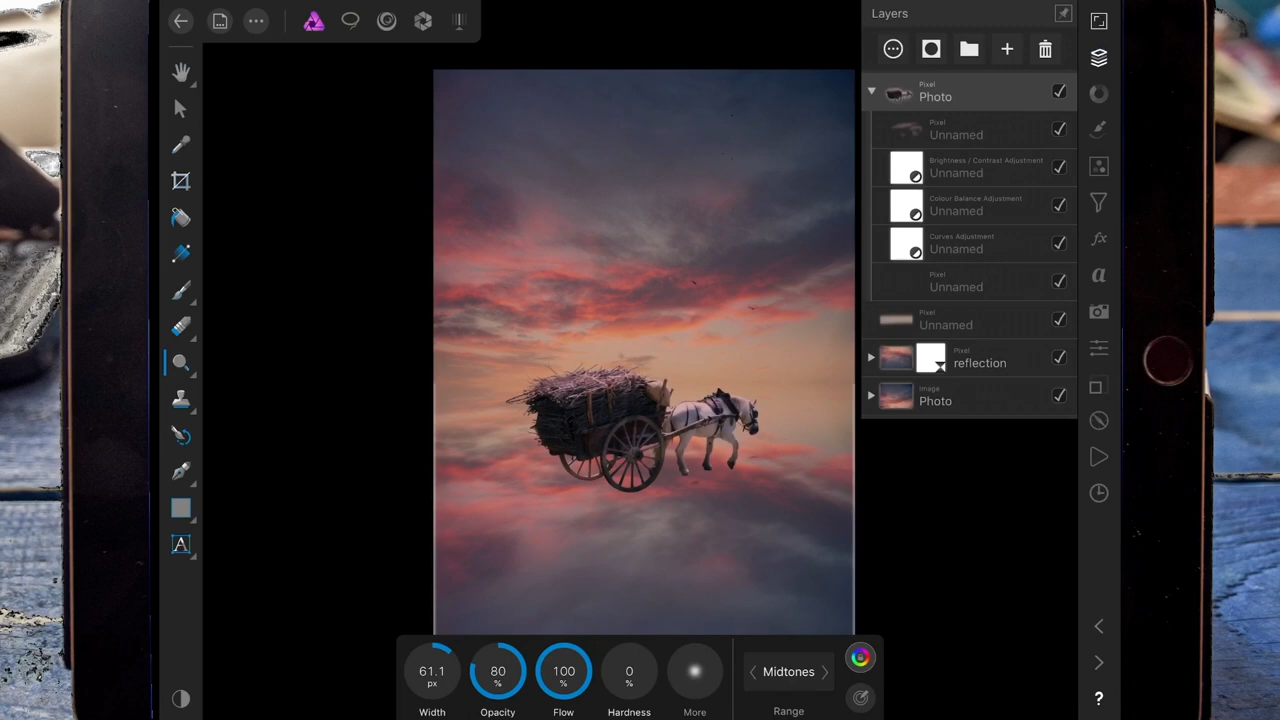 Layers
Pixel
Photo
Pixel
Unnamed
Brightness / Contrast Adjustment
Unnamed
Colour Balance Adjustment
Unnamed
Curves Adjustment
Unnamed
Pixel
Unnamed
Pixel
Unnamed
Pixel
reflection
Image
Photo
fx
a
A
?
61.1
px
Width
80
%
Opacity
100
%
Flow
0
%
Hardness
More
Midtones
Range